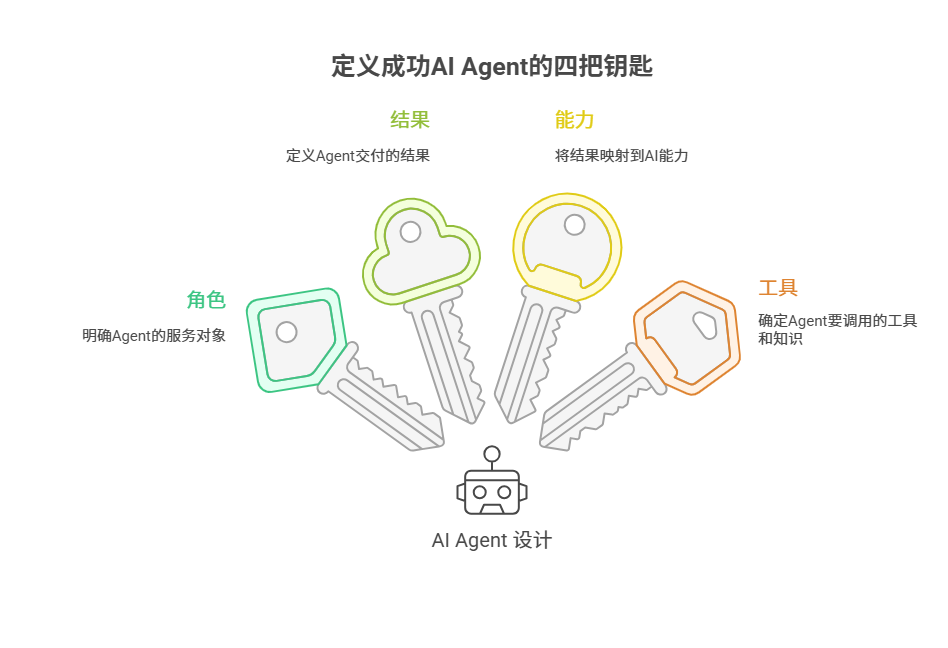 定义成功AI Agent的四把钥匙
结果
定义Agent交付的结果
能力
将结果映射到AI能力
角色
明确Agent的服务对象
工具
确定Agent要调用的工具
和知识
AI Agent 设计